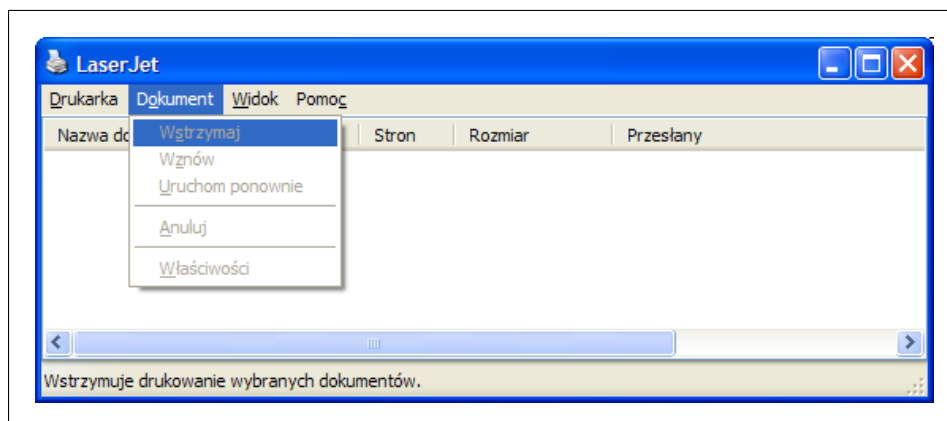 LaserJet
Drukarka Dokument Widok Pomoc
Nazwa do Stron Rozmiar Przesłany
Wstrzymaj
Wznów
Uruchom ponownie
Anuluj
Właściwości
Wstrzymuje drukowanie wybranych dokumentów.